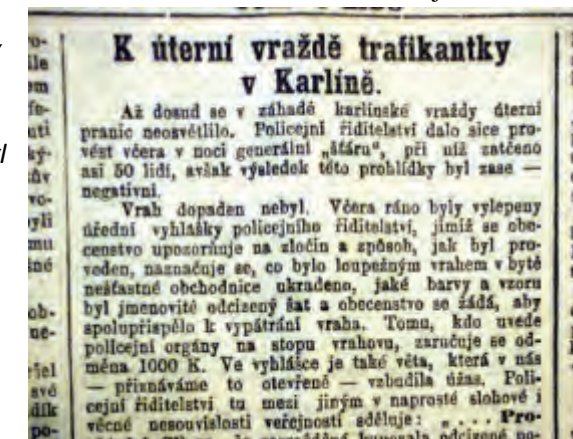 K úterní vraždě trafikantky
v Karlíně.
Až dosud se v záhadě karlínské vraždy úterní
pranic neosvětlilo. Policejní řiditelství dalo sice pro-
vést včera v noci generální „štáru“, při níž zatčeno
asi 50 lidí, avšak výsledek této prohlídky byl zase —
negativní.
Vrah dopaden nebyl. Včera ráno byly vylepeny
úřední vyhlášky policejního řiditelství, jimiž se obe-
censtvo upozorňuje na zločin a způsob, jak byl pro-
veden, naznačuje se, co bylo loupežným vrahem v bytě
nešťastné obchodnice ukradeno, jaké barvy a vzoru
byl jmenovitě odcizený šat a obecenstvo se žádá, aby
spolupřispělo k vypátrání vraha. Tomu, kdo uvede
policejní orgány na stopu vrahovu, zaručuje se od-
měna 1000 K. Ve vyhlášce je také věta, která v nás
— přiznáváme to otevřeně — vzbudila úžas. Poli-
cejní řiditelství tu mezi jiným v naprosté slohové i
věcné nesouvislosti veřejnosti sděluje: „ . . . Pro-